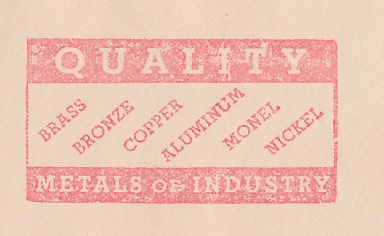 QUALITY
BRASS
BRONZE
COPPER
ALUMINUM
MONEL
NICKEL
METALS OF INDUSTRY